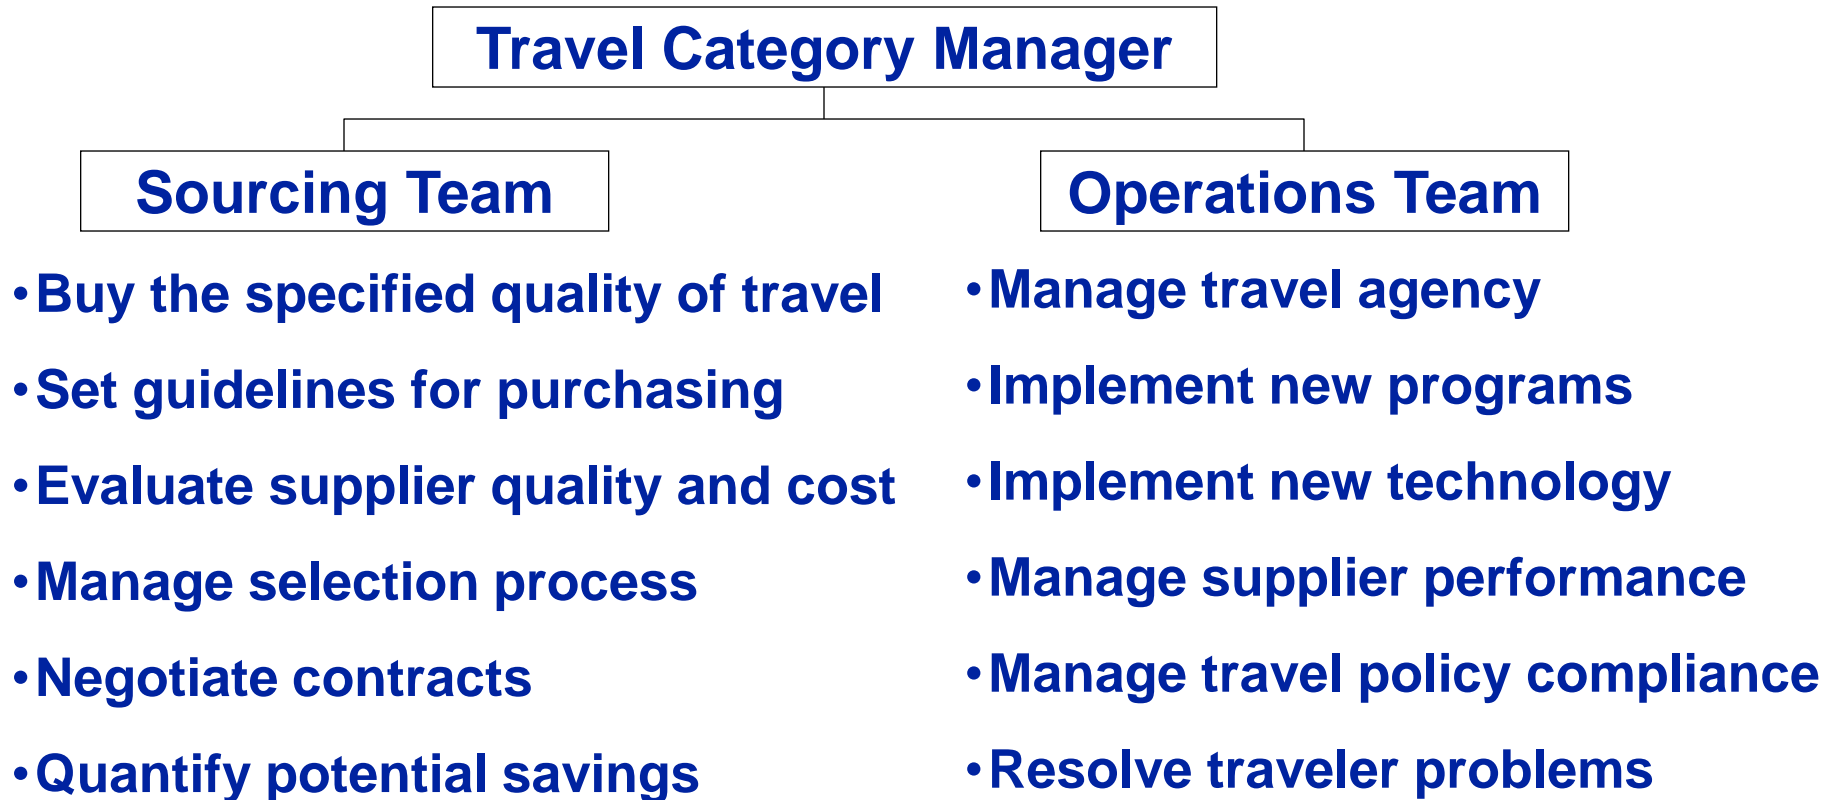 Travel Category Manager
Sourcing Team
•Buy the specified quality of travel
•Set guidelines for purchasing
•Evaluate supplier quality and cost
•Manage selection process
•Negotiate contracts
•Quantify potential savings
Operations Team
•Manage travel agency
•Implement new programs
•Implement new technology
•Manage supplier performance
•Manage travel policy compliance
•Resolve traveler problems